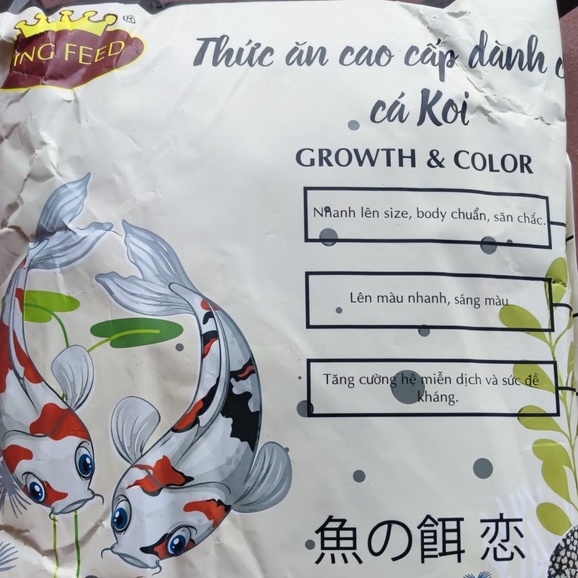 ING FEED®
Thức ăn cao cấp dành
cá Koi
GROWTH & COLOR
Nhanh lên size, body chuẩn, săn chắc.
Lên màu nhanh, sáng màu
Tăng cường hệ miễn dịch và sức đề
kháng.
魚の餌 恋